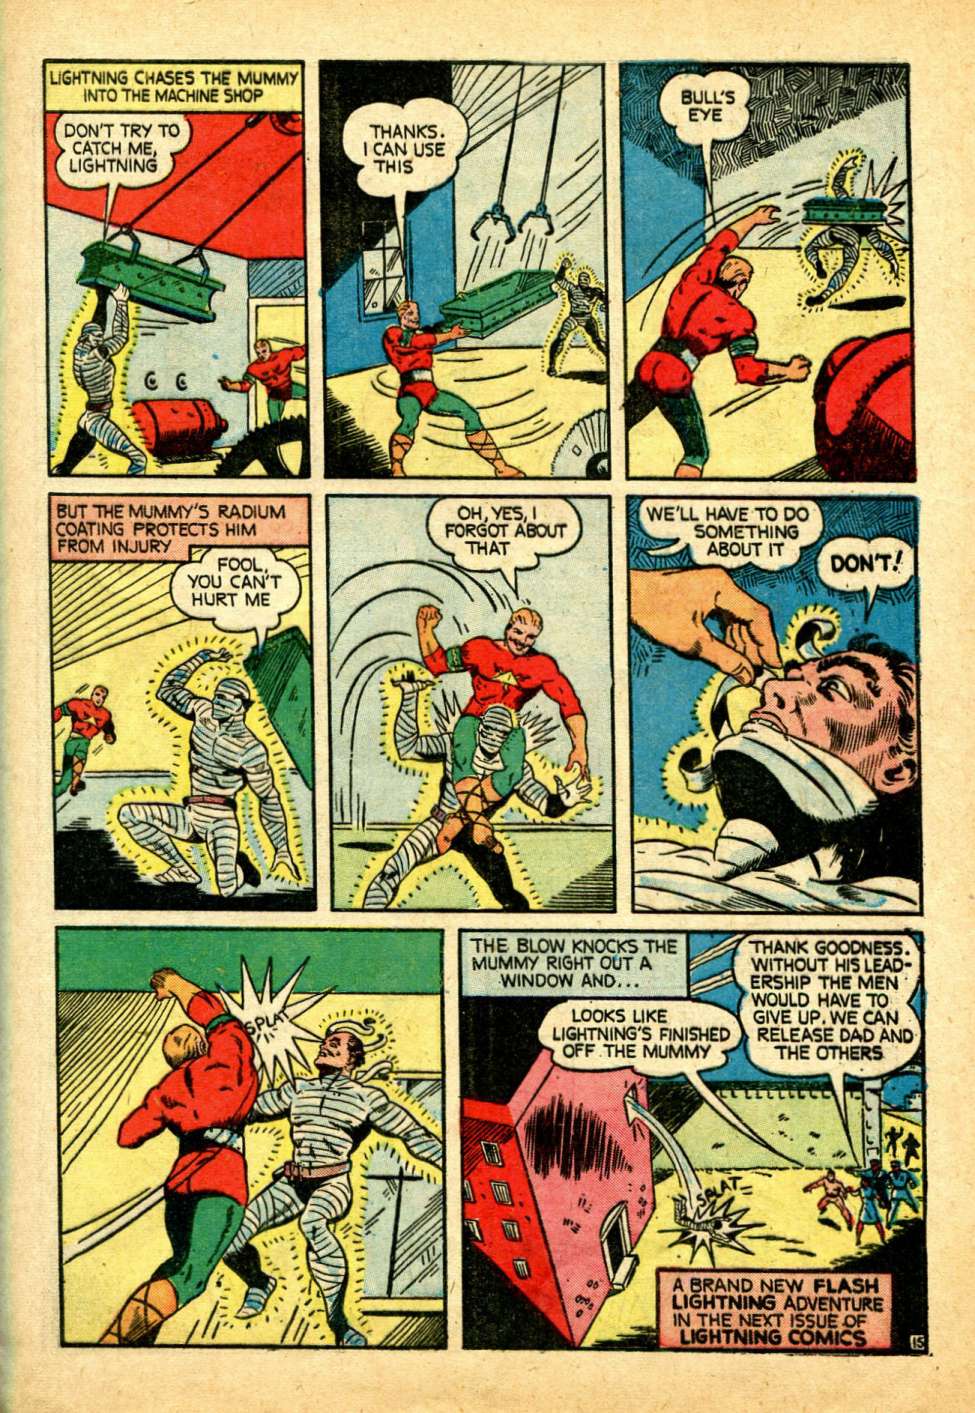 LIGHTNING CHASES THE MUMMY
INTO THE MACHINE SHOP
DON'T TRY TO
CATCH ME,
LIGHTNING
THANKS.
I CAN USE
THIS
BULL'S
EYE
BUT THE MUMMY'S RADIUM
COATING PROTECTS HIM
FROM INJURY
FOOL,
YOU CAN'T
HURT ME
OH, YES, I
FORGOT ABOUT
THAT
WE'LL HAVE TO DO
SOMETHING
ABOUT IT
DON'T!
SPLAT
THE BLOW KNOCKS THE
MUMMY RIGHT OUT A
WINDOW AND...
LOOKS LIKE
LIGHTNING'S FINISHED
OFF THE MUMMY
THANK GOODNESS.
WITHOUT HIS LEAD-
ERSHIP THE MEN
WOULD HAVE TO
GIVE UP. WE CAN
RELEASE DAD AND
THE OTHERS
SPLAT
A BRAND NEW FLASH
LIGHTNING ADVENTURE
IN THE NEXT ISSUE OF
LIGHTNING COMICS
15